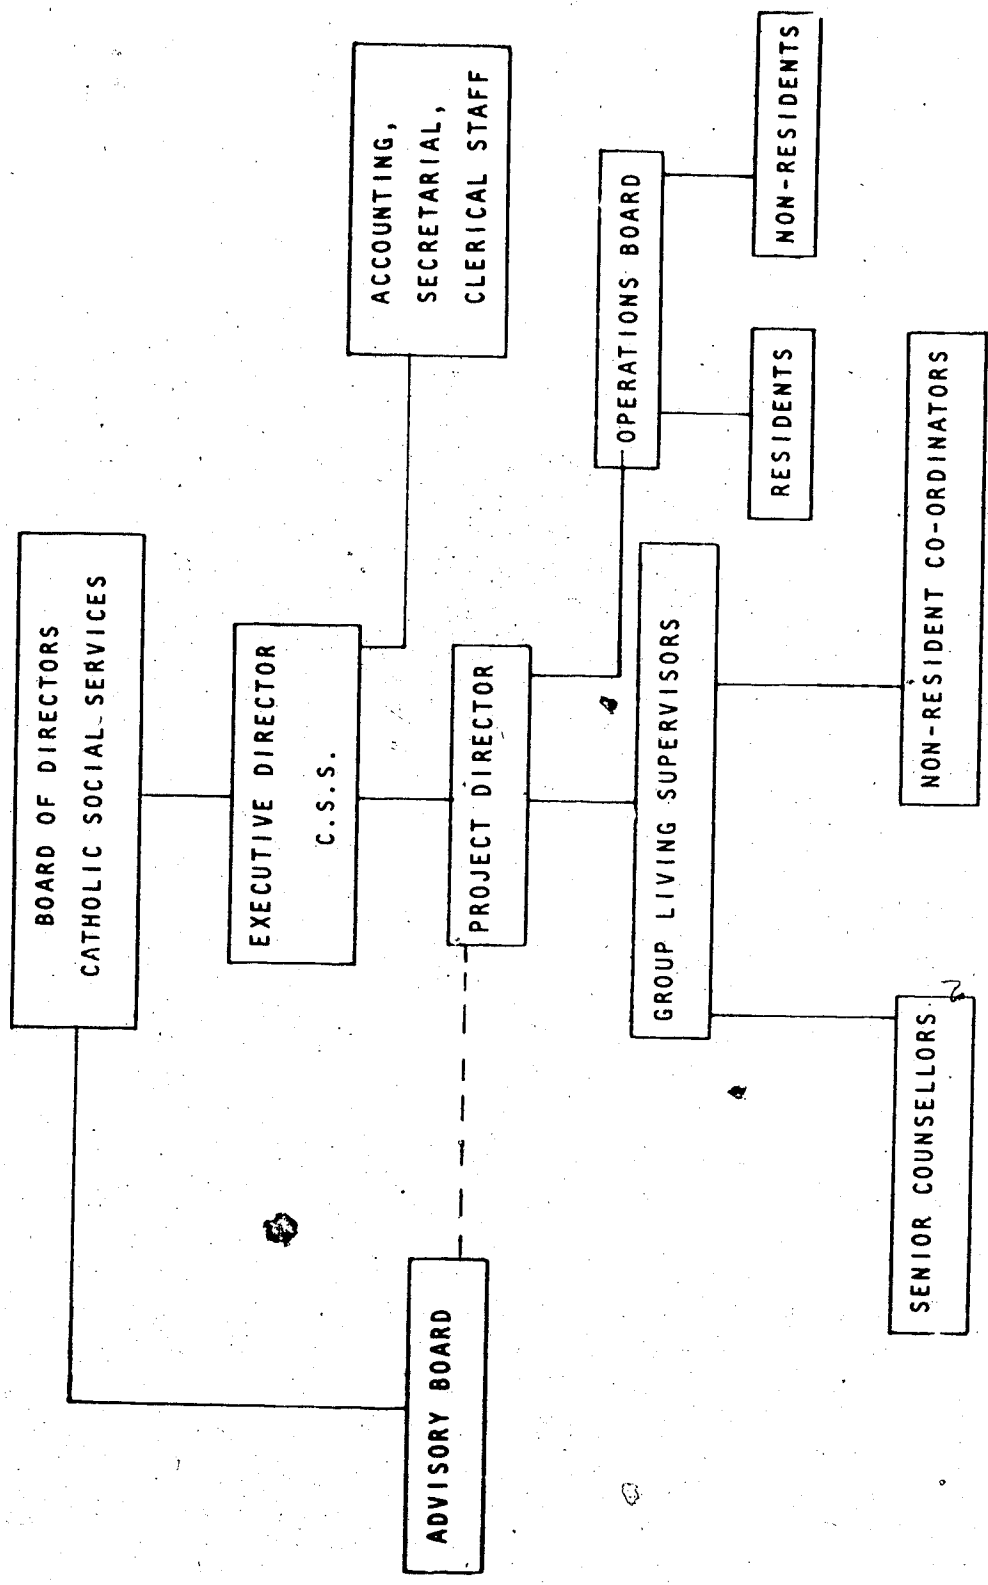 BOARD OF DIRECTORS
CATHOLIC SOCIAL SERVICES
EXECUTIVE DIRECTOR
C.S.S.
ACCOUNTING,
SECRETARIAL,
CLERICAL STAFF
ADVISORY BOARD
PROJECT DIRECTOR
OPERATIONS BOARD
GROUP LIVING SUPERVISORS
RESIDENTS
NON-RESIDENTS
SENIOR COUNSELLORS
NON-RESIDENT CO-ORDINATORS